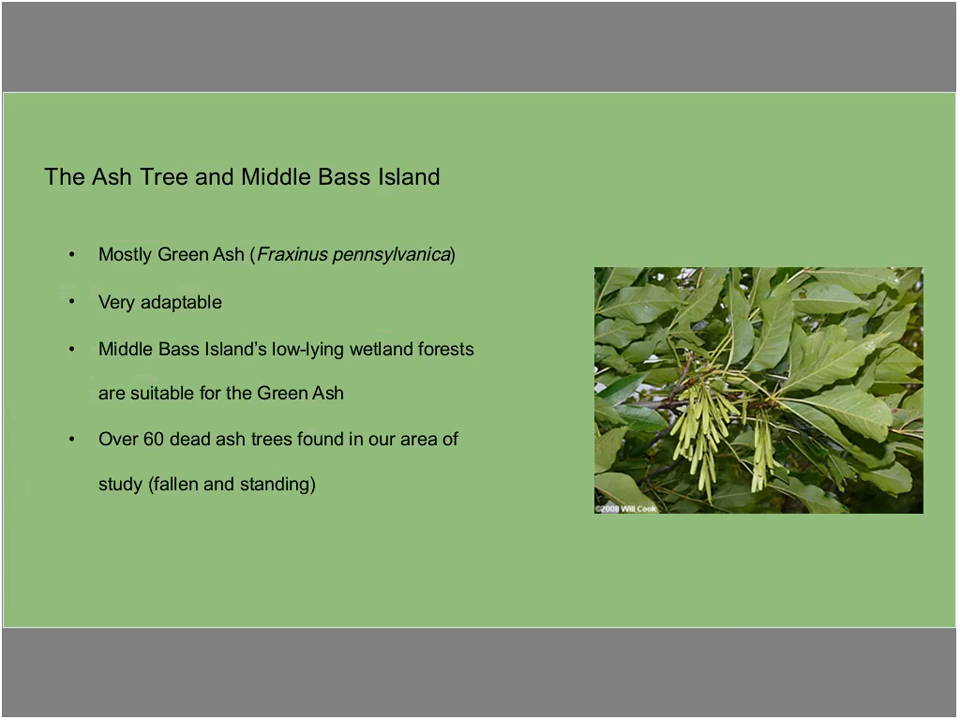 The Ash Tree and Middle Bass Island
• Mostly Green Ash (Fraxinus pennsylvanica)
• Very adaptable
• Middle Bass Island’s low-lying wetland forests
are suitable for the Green Ash
• Over 60 dead ash trees found in our area of
study (fallen and standing)
©2008 Will Cook